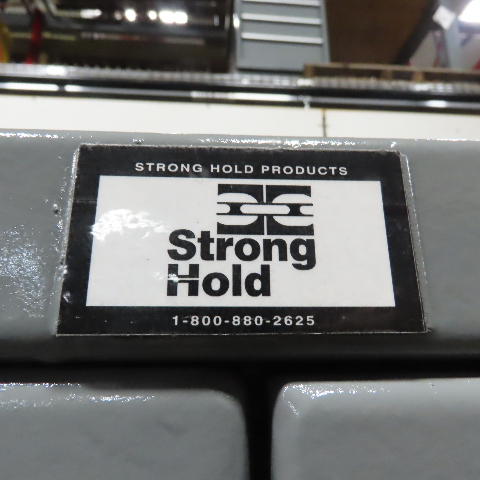 STRONG HOLD PRODUCTS
Strong
Hold
1-800-880-2625